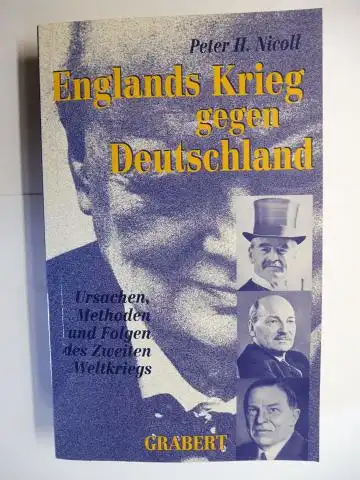 Peter H. Nicoll
Englands Krieg
gegen
Deutschland
Ursachen,
Methoden
und Folgen
des Zweiten
Weltkriegs
GRABERT